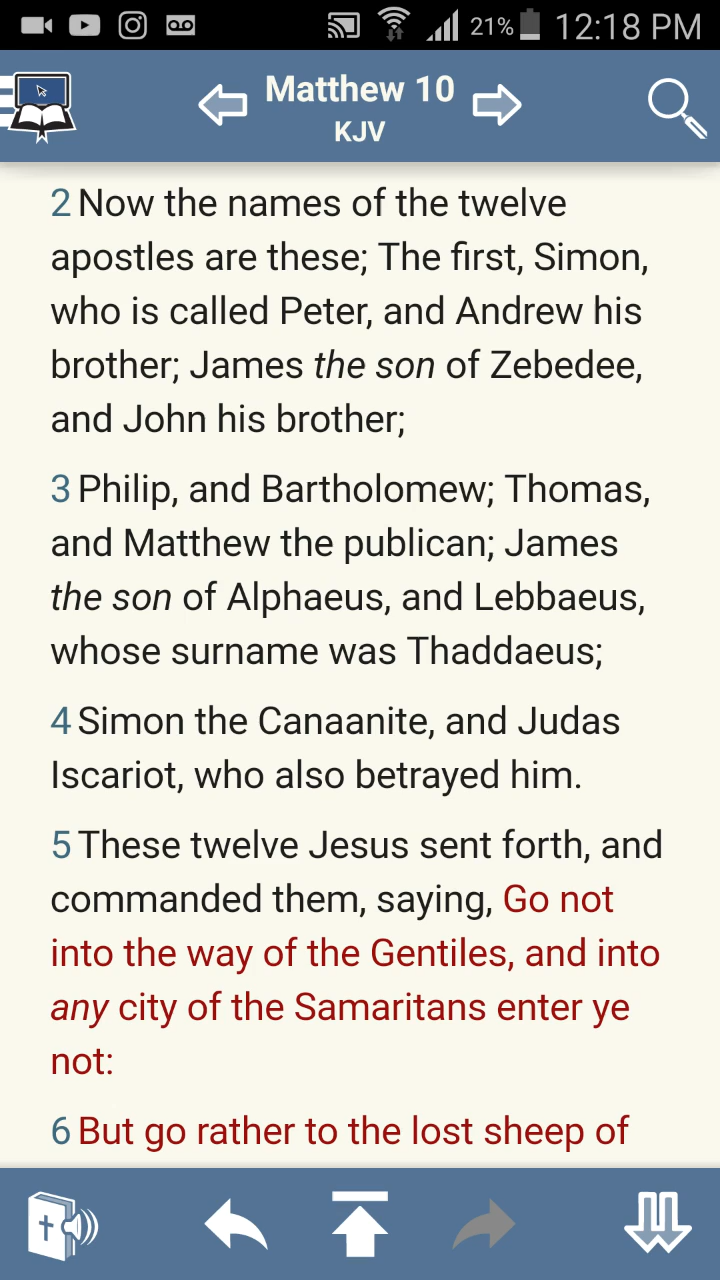 21% 12:18 PM
Matthew 10
KJV
2 Now the names of the twelve
apostles are these; The first, Simon,
who is called Peter, and Andrew his
brother; James the son of Zebedee,
and John his brother;
3 Philip, and Bartholomew; Thomas,
and Matthew the publican; James
the son of Alphaeus, and Lebbaeus,
whose surname was Thaddaeus;
4 Simon the Canaanite, and Judas
Iscariot, who also betrayed him.
5 These twelve Jesus sent forth, and
commanded them, saying, Go not
into the way of the Gentiles, and into
any city of the Samaritans enter ye
not:
6 But go rather to the lost sheep of